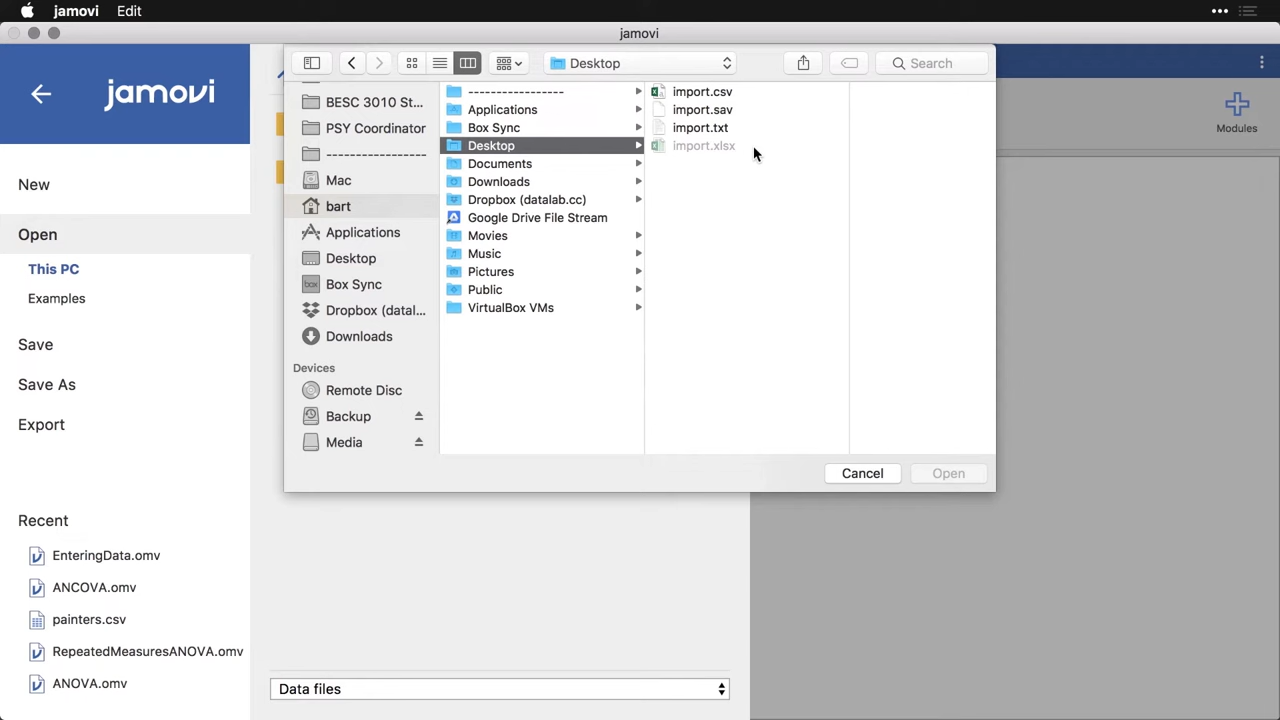 jamovi Edit
jamovi
jamovi
New
Open
This PC
Examples
Save
Save As
Export
Recent
EnteringData.omv
ANCOVA.omv
painters.csv
RepeatedMeasuresANOVA.omv
ANOVA.omv
Desktop
Search
BESC 3010 St...
PSY Coordinator
-----------------
Mac
bart
Applications
Desktop
Box Sync
Dropbox (datal...
Downloads
Devices
Remote Disc
Backup
Media
----------------
Applications
Box Sync
Desktop
Documents
Downloads
Dropbox (datalab.cc)
Google Drive File Stream
Movies
Music
Pictures
Public
VirtualBox VMs
import.csv
import.sav
import.txt
import.xlsx
Cancel
Open
Modules
Data files